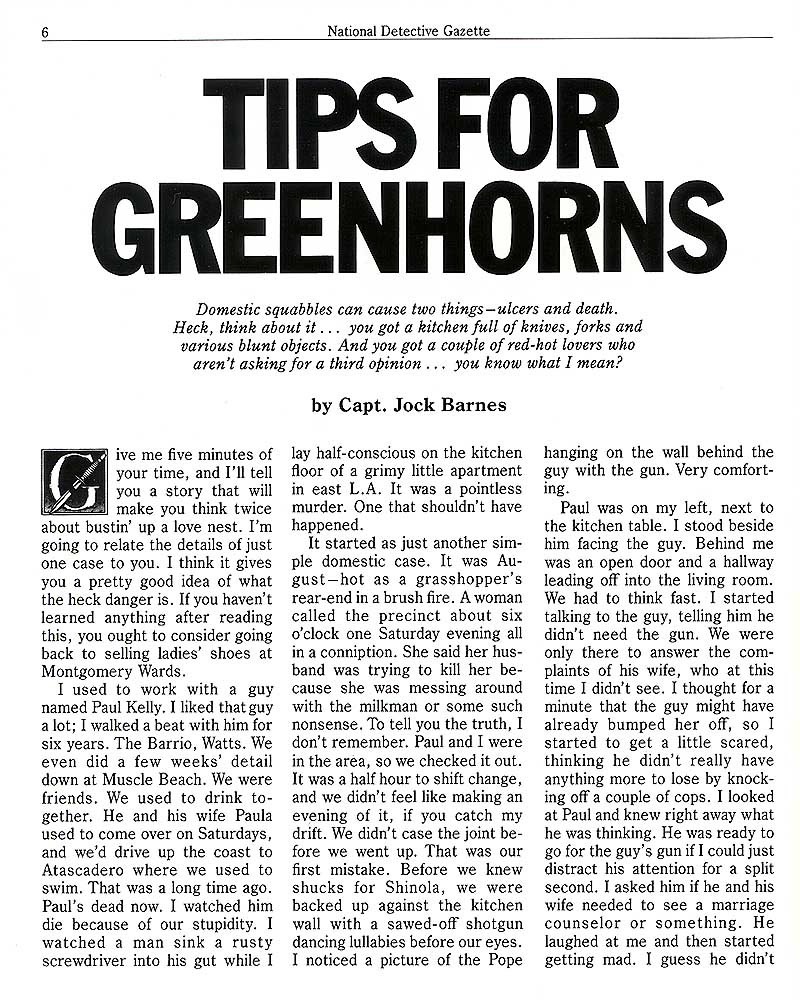 6
National Detective Gazette
TIPS FOR
GREENHORNS
Domestic squabbles can cause two things—ulcers and death.
Heck, think about it . . . you got a kitchen full of knives, forks and
various blunt objects. And you got a couple of red-hot lovers who
aren't asking for a third opinion . . . you know what I mean?
by Capt. Jock Barnes
Give me five minutes of
your time, and I'll tell
you a story that will
make you think twice
about bustin' up a love nest. I'm
going to relate the details of just
one case to you. I think it gives
you a pretty good idea of what
the heck danger is. If you haven't
learned anything after reading
this, you ought to consider going
back to selling ladies' shoes at
Montgomery Wards.
I used to work with a guy
named Paul Kelly. I liked that guy
a lot; I walked a beat with him for
six years. The Barrio, Watts. We
even did a few weeks' detail
down at Muscle Beach. We were
friends. We used to drink to-
gether. He and his wife Paula
used to come over on Saturdays,
and we'd drive up the coast to
Atascadero where we used to
swim. That was a long time ago.
Paul's dead now. I watched him
die because of our stupidity. I
watched a man sink a rusty
screwdriver into his gut while I
lay half-conscious on the kitchen
floor of a grimy little apartment
in east L.A. It was a pointless
murder. One that shouldn't have
happened.
It started as just another sim-
ple domestic case. It was Au-
gust—hot as a grasshopper's
rear-end in a brush fire. A woman
called the precinct about six
o'clock one Saturday evening all
in a conniption. She said her hus-
band was trying to kill her be-
cause she was messing around
with the milkman or some such
nonsense. To tell you the truth, I
don't remember. Paul and I were
in the area, so we checked it out.
It was a half hour to shift change,
and we didn't feel like making an
evening of it, if you catch my
drift. We didn't case the joint be-
fore we went up. That was our
first mistake. Before we knew
shucks for Shinola, we were
backed up against the kitchen
wall with a sawed-off shotgun
dancing lullabies before our eyes.
I noticed a picture of the Pope
hanging on the wall behind the
guy with the gun. Very comfort-
ing.
Paul was on my left, next to
the kitchen table. I stood beside
him facing the guy. Behind me
was an open door and a hallway
leading off into the living room.
We had to think fast. I started
talking to the guy, telling him he
didn't need the gun. We were
only there to answer the com-
plaints of his wife, who at this
time I didn't see. I thought for a
minute that the guy might have
already bumped her off, so I
started to get a little scared,
thinking he didn't really have
anything more to lose by knock-
ing off a couple of cops. I looked
at Paul and knew right away what
he was thinking. He was ready to
go for the guy's gun if I could just
distract his attention for a split
second. I asked him if he and his
wife needed to see a marriage
counselor or something. He
laughed at me and then started
getting mad. I guess he didn't